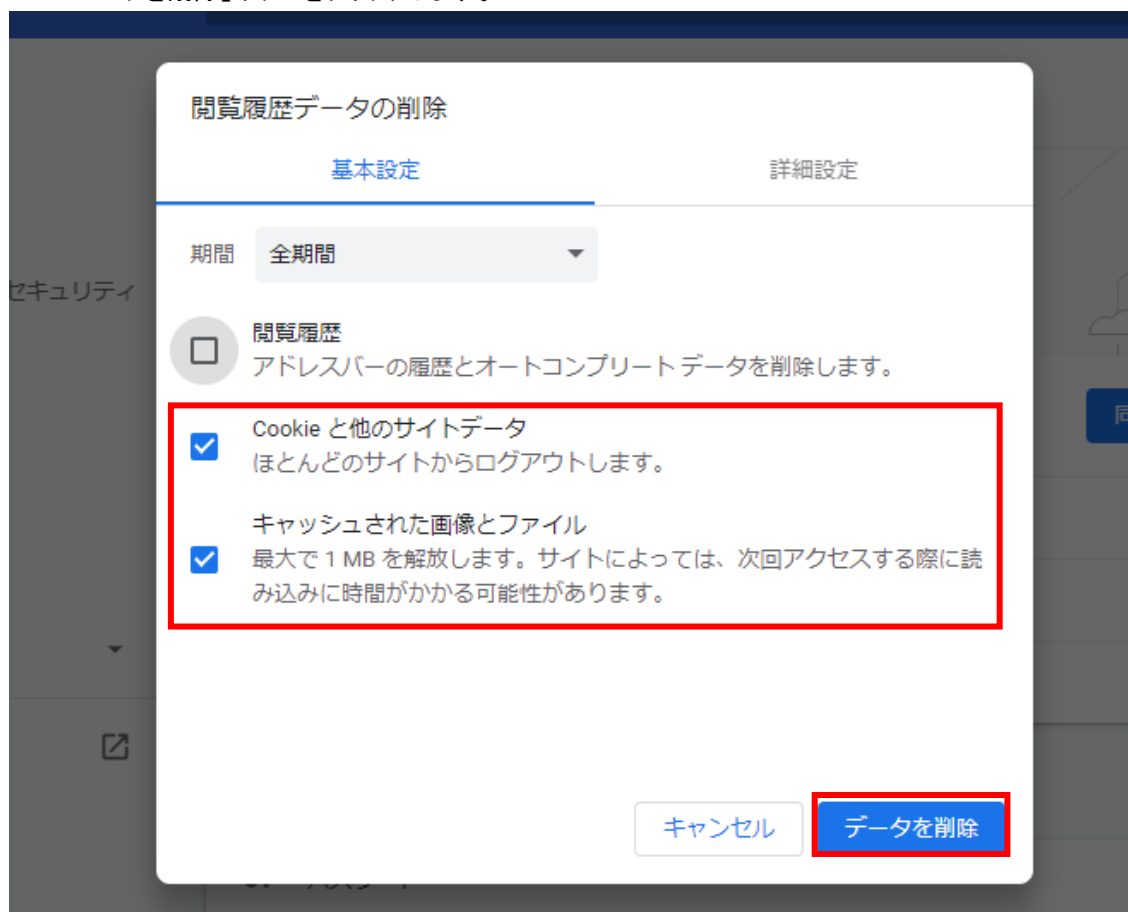 閲覧履歴データの削除
基本設定 詳細設定
期間 全期間
セキュリティ
閲覧履歴
アドレスバーの履歴とオートコンプリート データを削除します。
Cookie と他のサイトデータ
ほとんどのサイトからログアウトします。
キャッシュされた画像とファイル
最大で 1 MB を解放します。サイトによっては、次回アクセスする際に読
み込みに時間がかかる可能性があります。
キャンセル データを削除